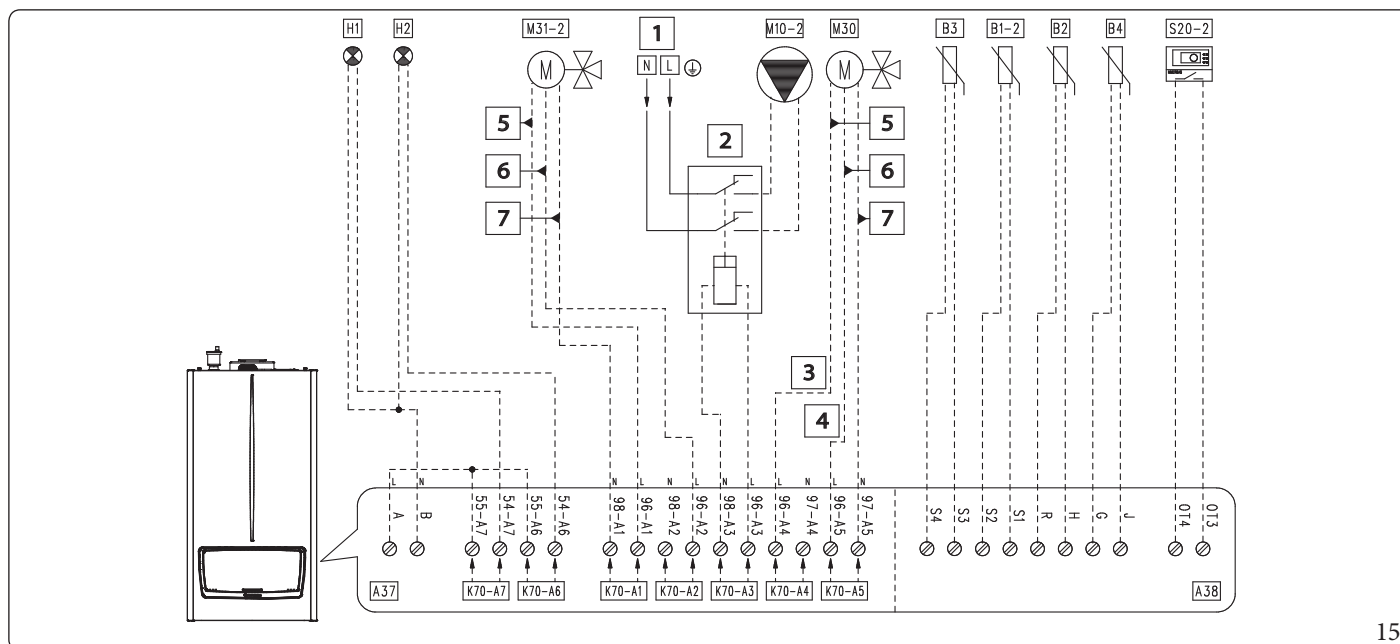 H1 H2 M31-2 1 M10-2 M30 B3 B1-2 B2 B4 S20-2
N L
M M
5 5
2
6 6
7 7
3
4
L N N L N L N L L N L N
A B 55-A7 54-A7 55-A6 54-A6 98-A1 96-A1 98-A2 96-A2 98-A3 96-A3 96-A4 97-A4 96-A5 97-A5 S4 S3 S2 S1 R H G J OT4 OT3
A37 K70-A7 K70-A6 K70-A1 K70-A2 K70-A3 K70-A4 K70-A5 A38
15